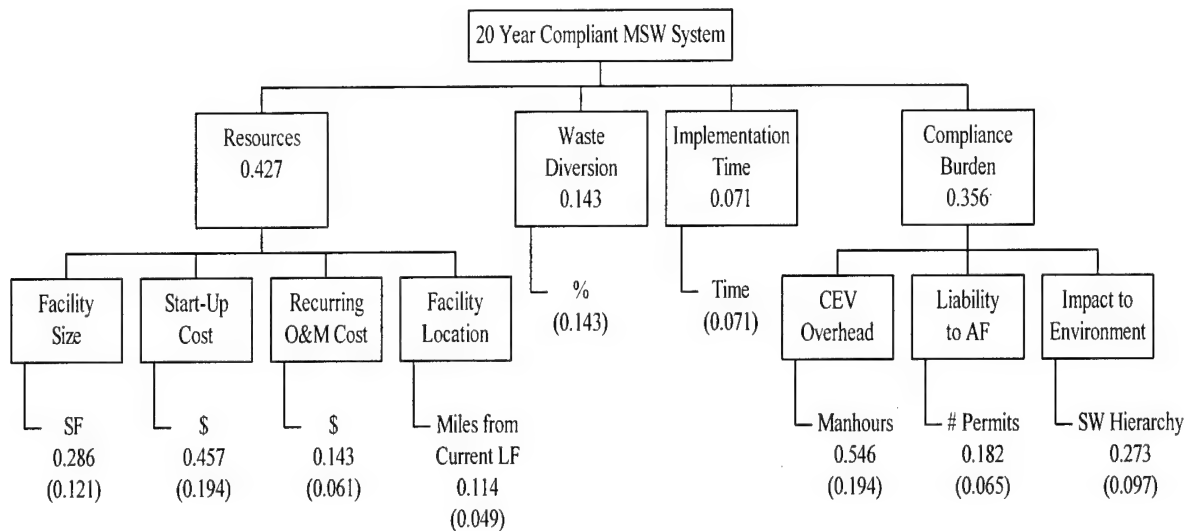 20 Year Compliant MSW System
Resources
0.427
Waste
Diversion
0.143
Implementation
Time
0.071
Compliance
Burden
0.356
Facility
Size
Start-Up
Cost
Recurring
O&M Cost
Facility
Location
%
(0.143)
Time
(0.071)
CEV
Overhead
Liability
to AF
Impact to
Environment
SF
0.286
(0.121)
$
0.457
(0.194)
$
0.143
(0.061)
Miles from
Current LF
0.114
(0.049)
Manhours
0.546
(0.194)
# Permits
0.182
(0.065)
SW Hierarchy
0.273
(0.097)